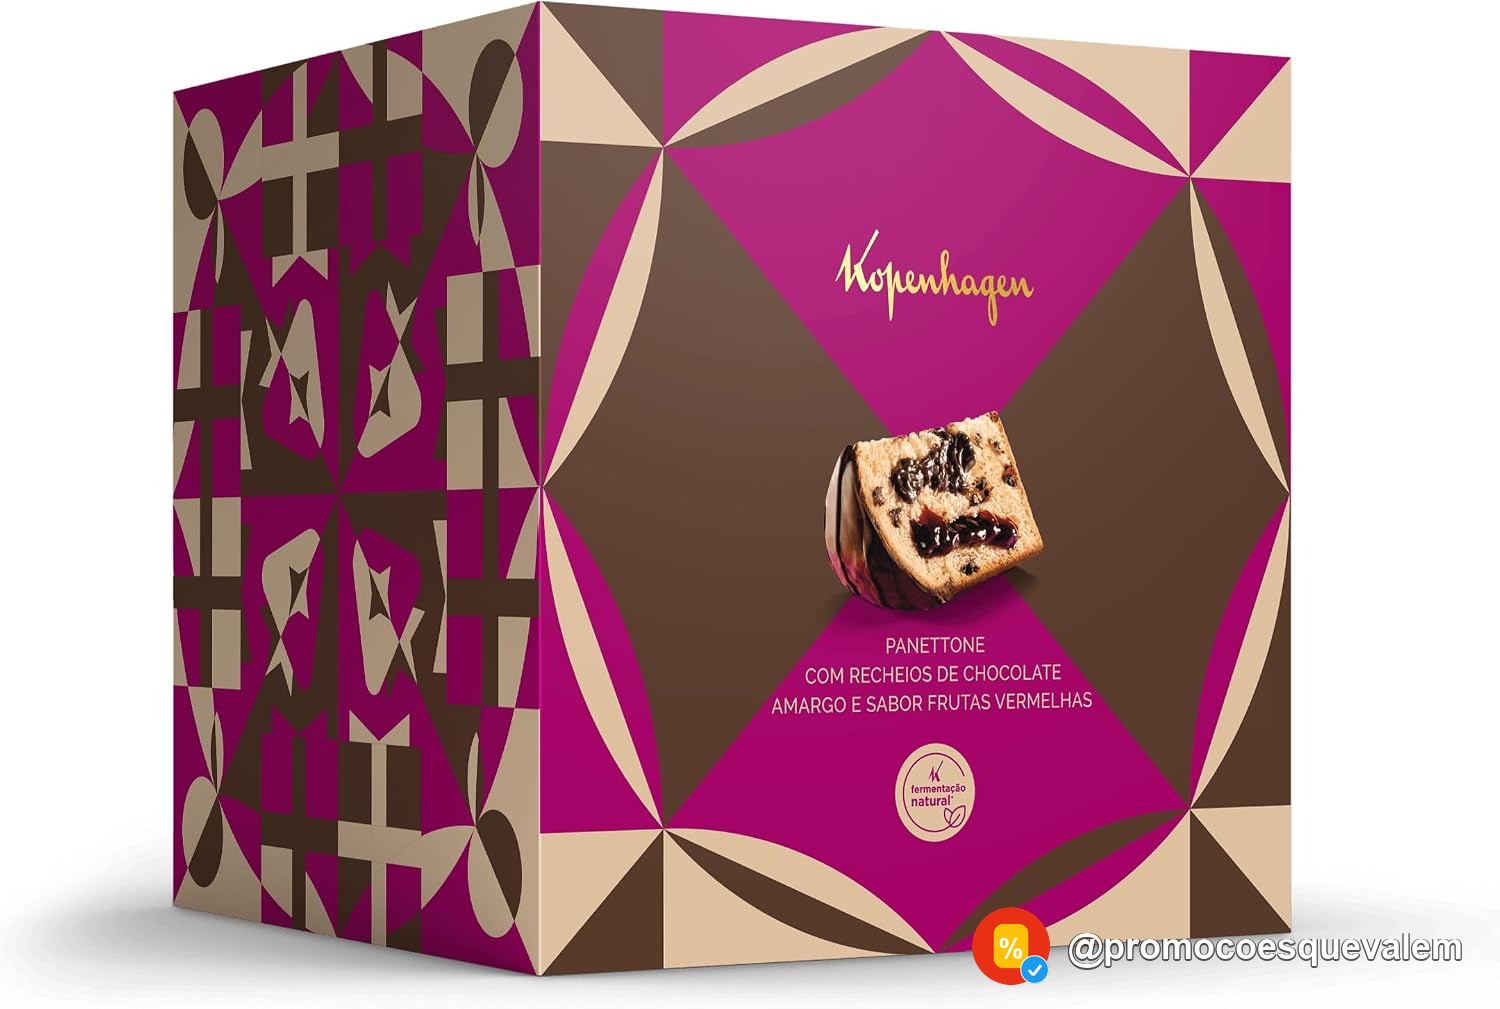 Kopenhagen
PANETTONE
COM RECHEIOS DE CHOCOLATE
AMARGO E SABOR FRUTAS VERMELHAS
K
fermentação
natural*
%
@promocoesquevalem